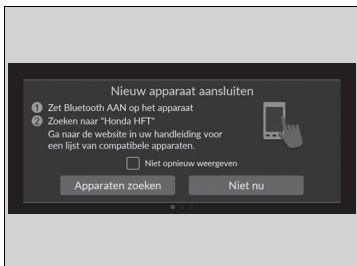 Nieuw apparaat aansluiten
1 Zet Bluetooth AAN op het apparaat
2 Zoeken naar "Honda HFT"
Ga naar de website in uw handleiding voor
een lijst van compatibele apparaten.
Niet opnieuw weergeven
Apparaten zoeken
Niet nu